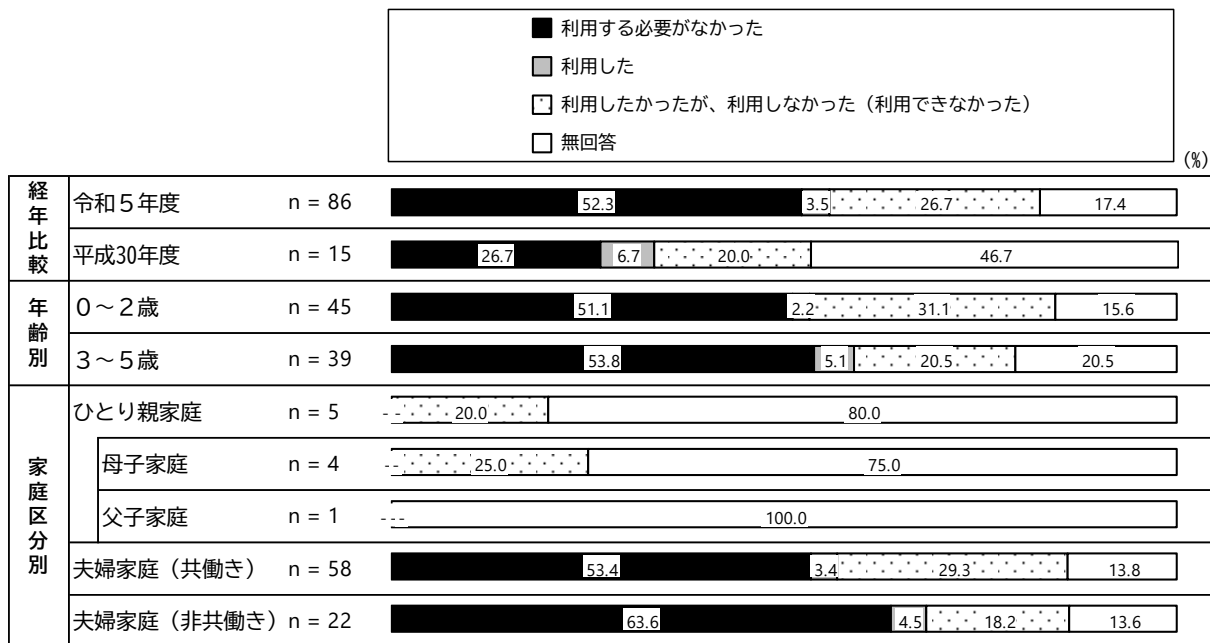 利用する必要がなかった
利用した
利用したかったが、利用しなかった（利用できなかった）
無回答
(%)
経年比較
令和５年度 n = 86 52.3 3.5 26.7 17.4
平成30年度 n = 15 26.7 6.7 20.0 46.7
年齢別
０～２歳 n = 45 51.1 2.2 31.1 15.6
３～５歳 n = 39 53.8 5.1 20.5 20.5
家庭区分別
ひとり親家庭 n = 5 - - 20.0 80.0
母子家庭 n = 4 - - 25.0 75.0
父子家庭 n = 1 - - - 100.0
夫婦家庭（共働き） n = 58 53.4 3.4 29.3 13.8
夫婦家庭（非共働き） n = 22 63.6 4.5 18.2 13.6